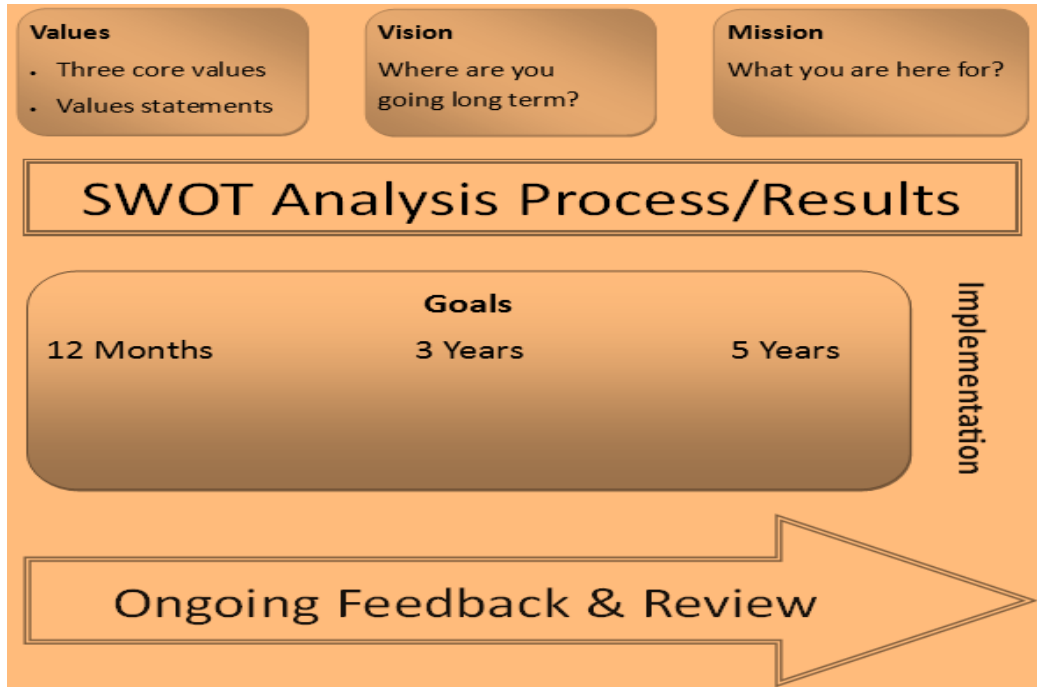 Values
• Three core values
• Values statements
Vision
Where are you
going long term?
Mission
What you are here for?
SWOT Analysis Process/Results
Goals
12 Months 3 Years 5 Years
Implementation
Ongoing Feedback & Review